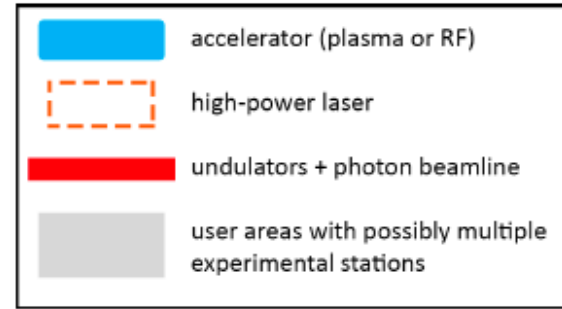 accelerator (plasma or RF)
high-power laser
undulators + photon beamline
user areas with possibly multiple
experimental stations